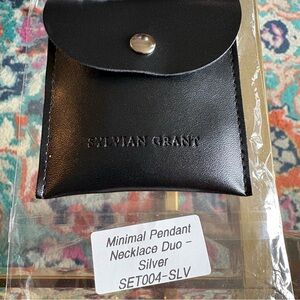 SYLVIAN GRANT
Minimal Pendant
Necklace Duo -
Silver
SET004-SLV